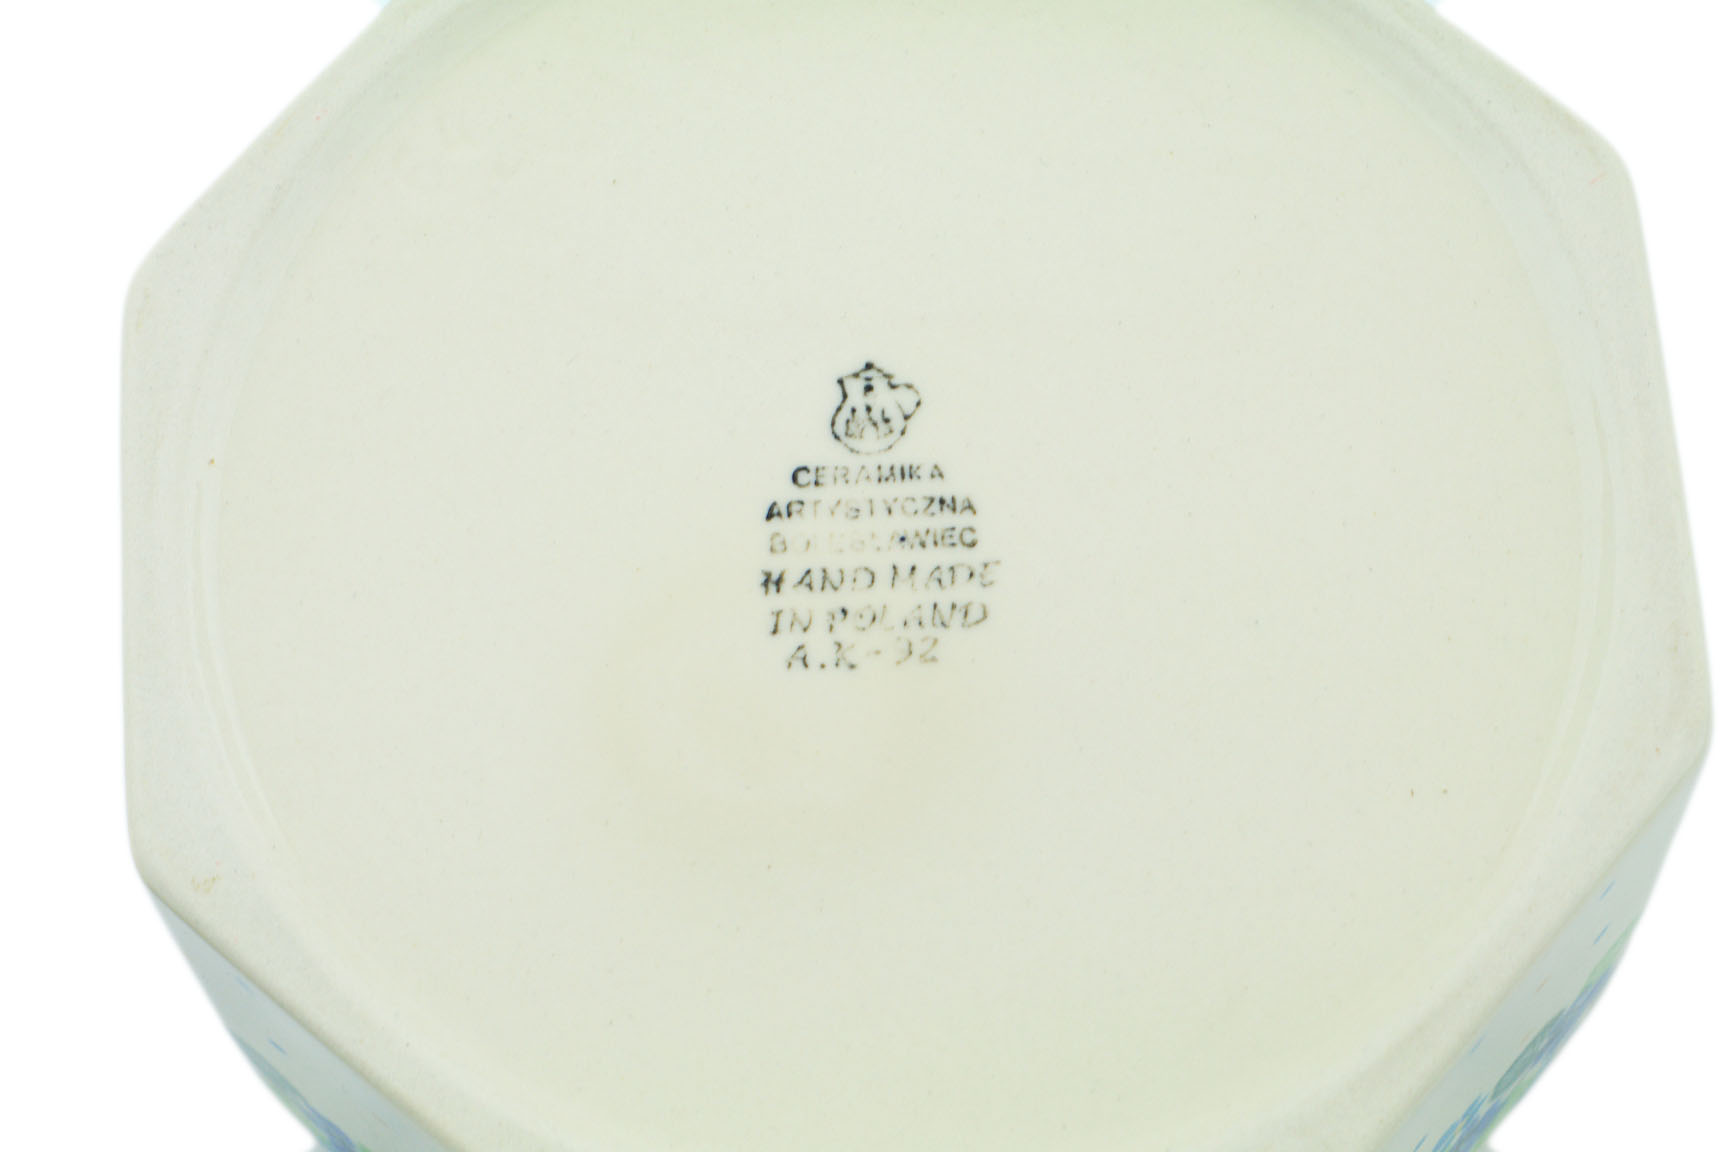 CERAMIKA
ARTYSTYCZNA
BOLESŁAWIEC
HAND MADE
IN POLAND
A.K-92